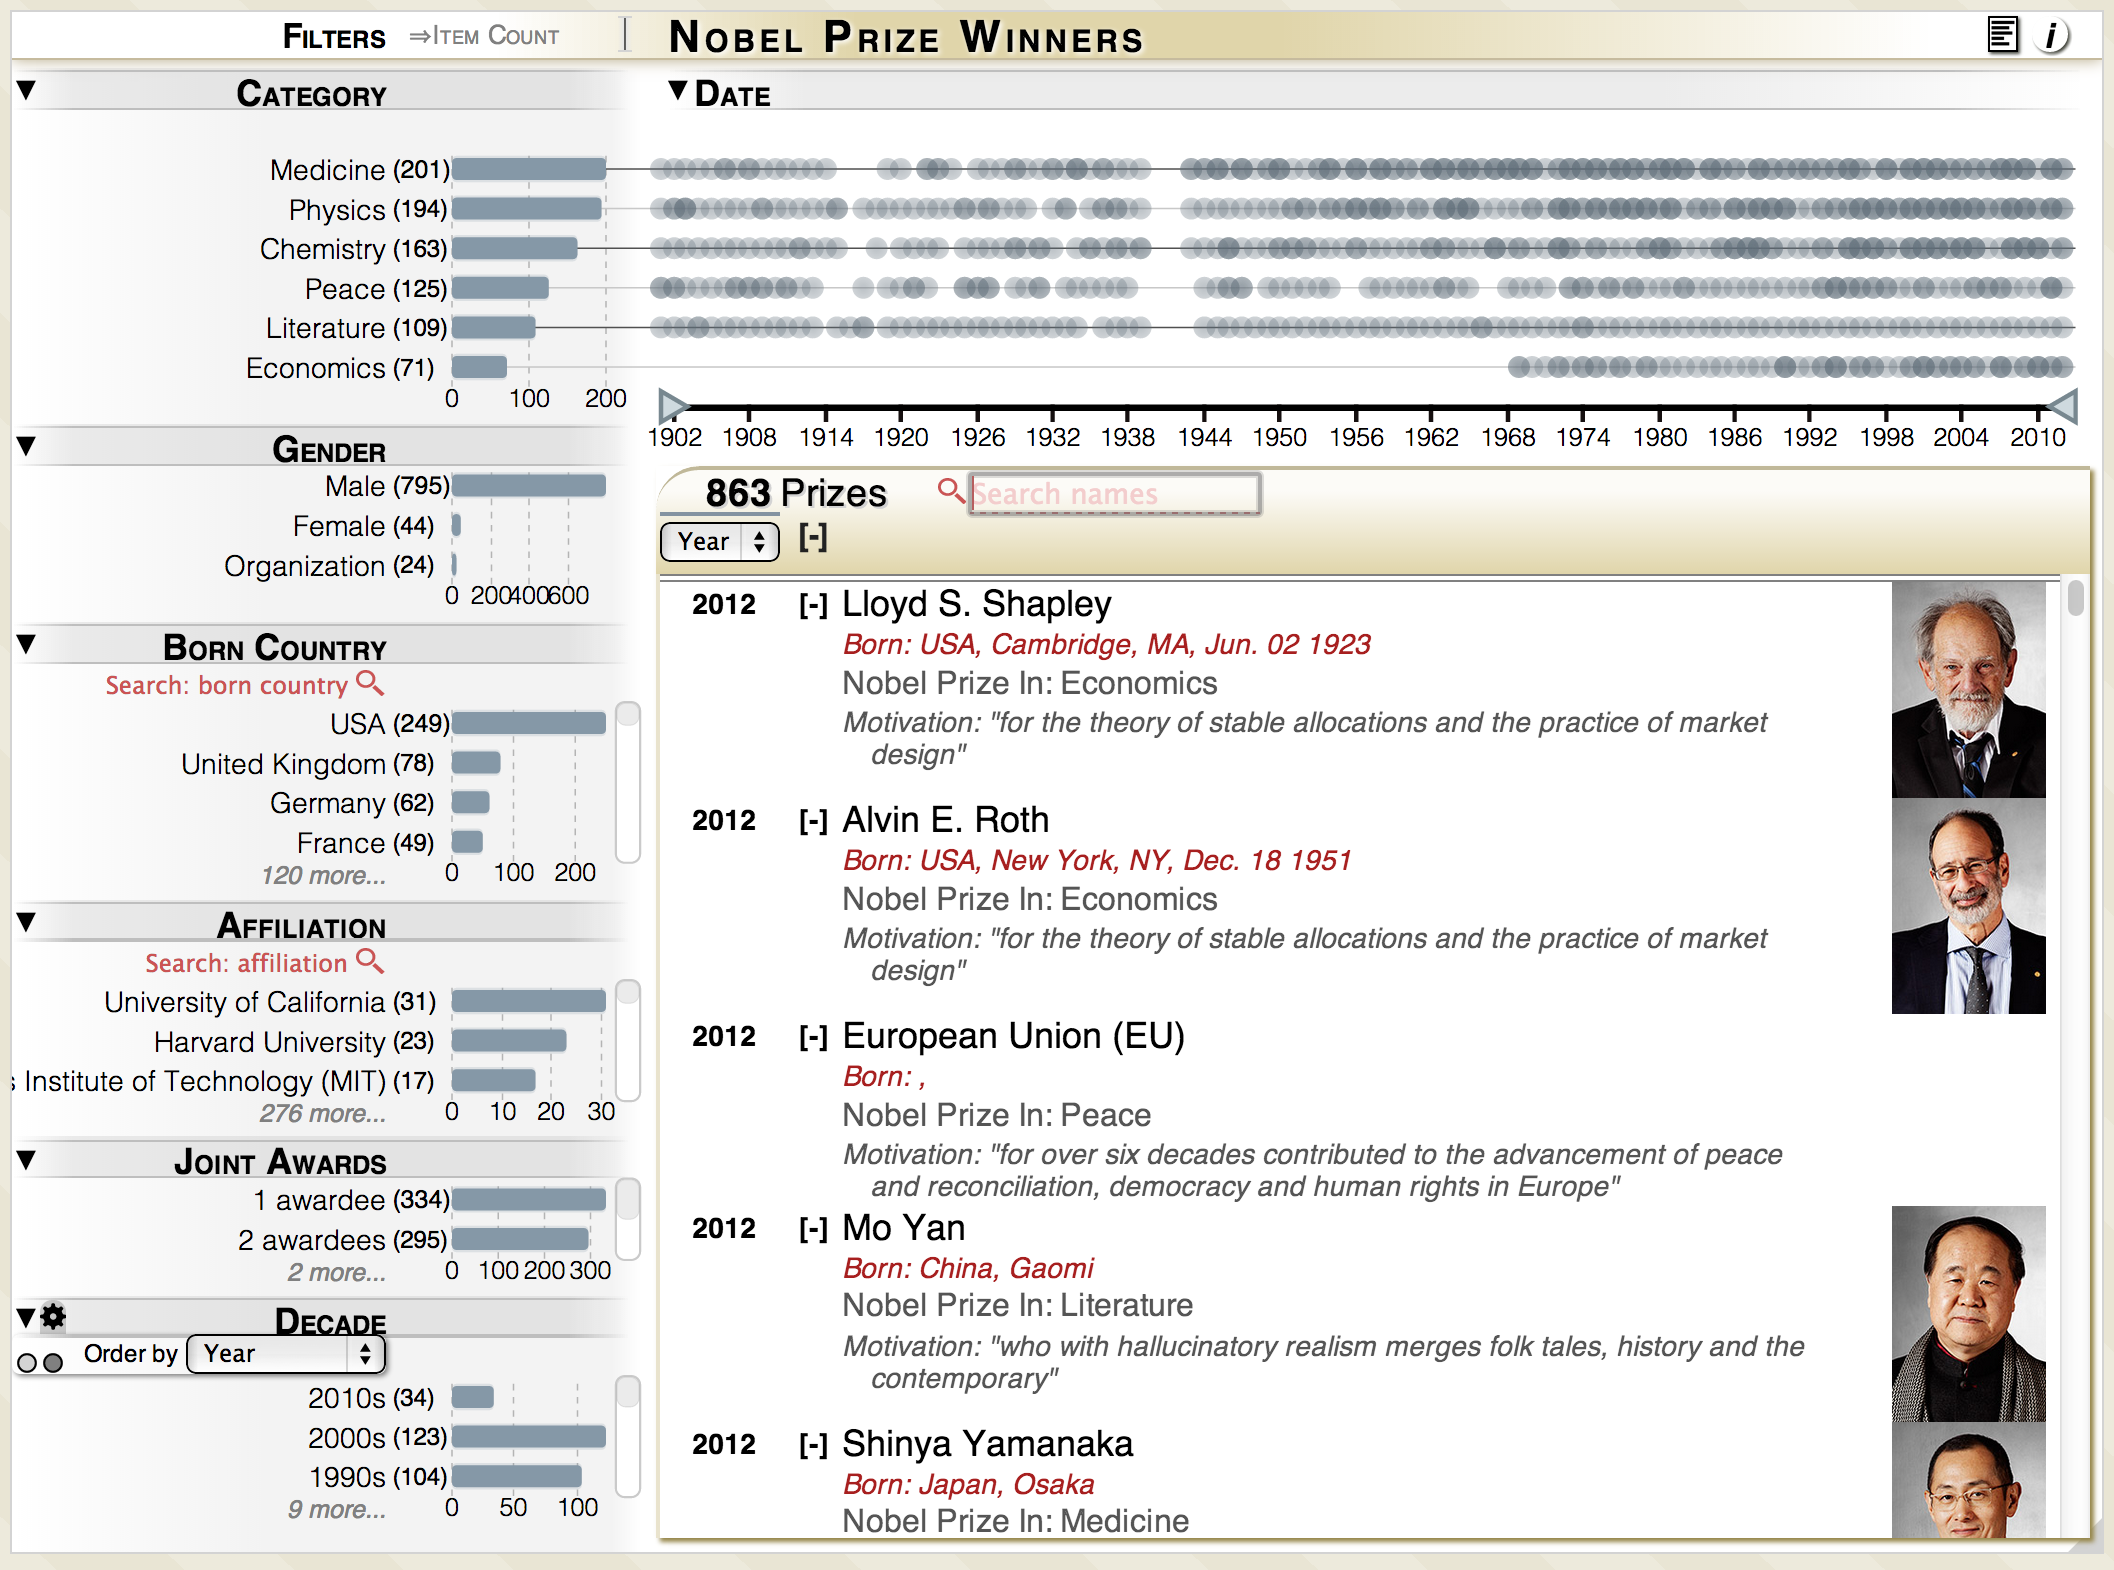 FILTERS ⇒ITEM COUNT
NOBEL PRIZE WINNERS
i
CATEGORY
Medicine (201)
Physics (194)
Chemistry (163)
Peace (125)
Literature (109)
Economics (71)
0 100 200
DATE
1902 1908 1914 1920 1926 1932 1938 1944 1950 1956 1962 1968 1974 1980 1986 1992 1998 2004 2010
GENDER
Male (795)
Female (44)
Organization (24)
0 200 400 600
BORN COUNTRY
Search: born country
USA (249)
United Kingdom (78)
Germany (62)
France (49)
120 more...
0 100 200
AFFILIATION
Search: affiliation
University of California (31)
Harvard University (23)
s Institute of Technology (MIT) (17)
276 more...
0 10 20 30
JOINT AWARDS
1 awardee (334)
2 awardees (295)
2 more...
0 100 200 300
DECADE
Order by Year
2010s (34)
2000s (123)
1990s (104)
9 more...
0 50 100
863 Prizes
Search names
Year [-]
2012 [-] Lloyd S. Shapley
Born: USA, Cambridge, MA, Jun. 02 1923
Nobel Prize In: Economics
Motivation: "for the theory of stable allocations and the practice of market
design"
2012 [-] Alvin E. Roth
Born: USA, New York, NY, Dec. 18 1951
Nobel Prize In: Economics
Motivation: "for the theory of stable allocations and the practice of market
design"
2012 [-] European Union (EU)
Born: ,
Nobel Prize In: Peace
Motivation: "for over six decades contributed to the advancement of peace
and reconciliation, democracy and human rights in Europe"
2012 [-] Mo Yan
Born: China, Gaomi
Nobel Prize In: Literature
Motivation: "who with hallucinatory realism merges folk tales, history and the
contemporary"
2012 [-] Shinya Yamanaka
Born: Japan, Osaka
Nobel Prize In: Medicine